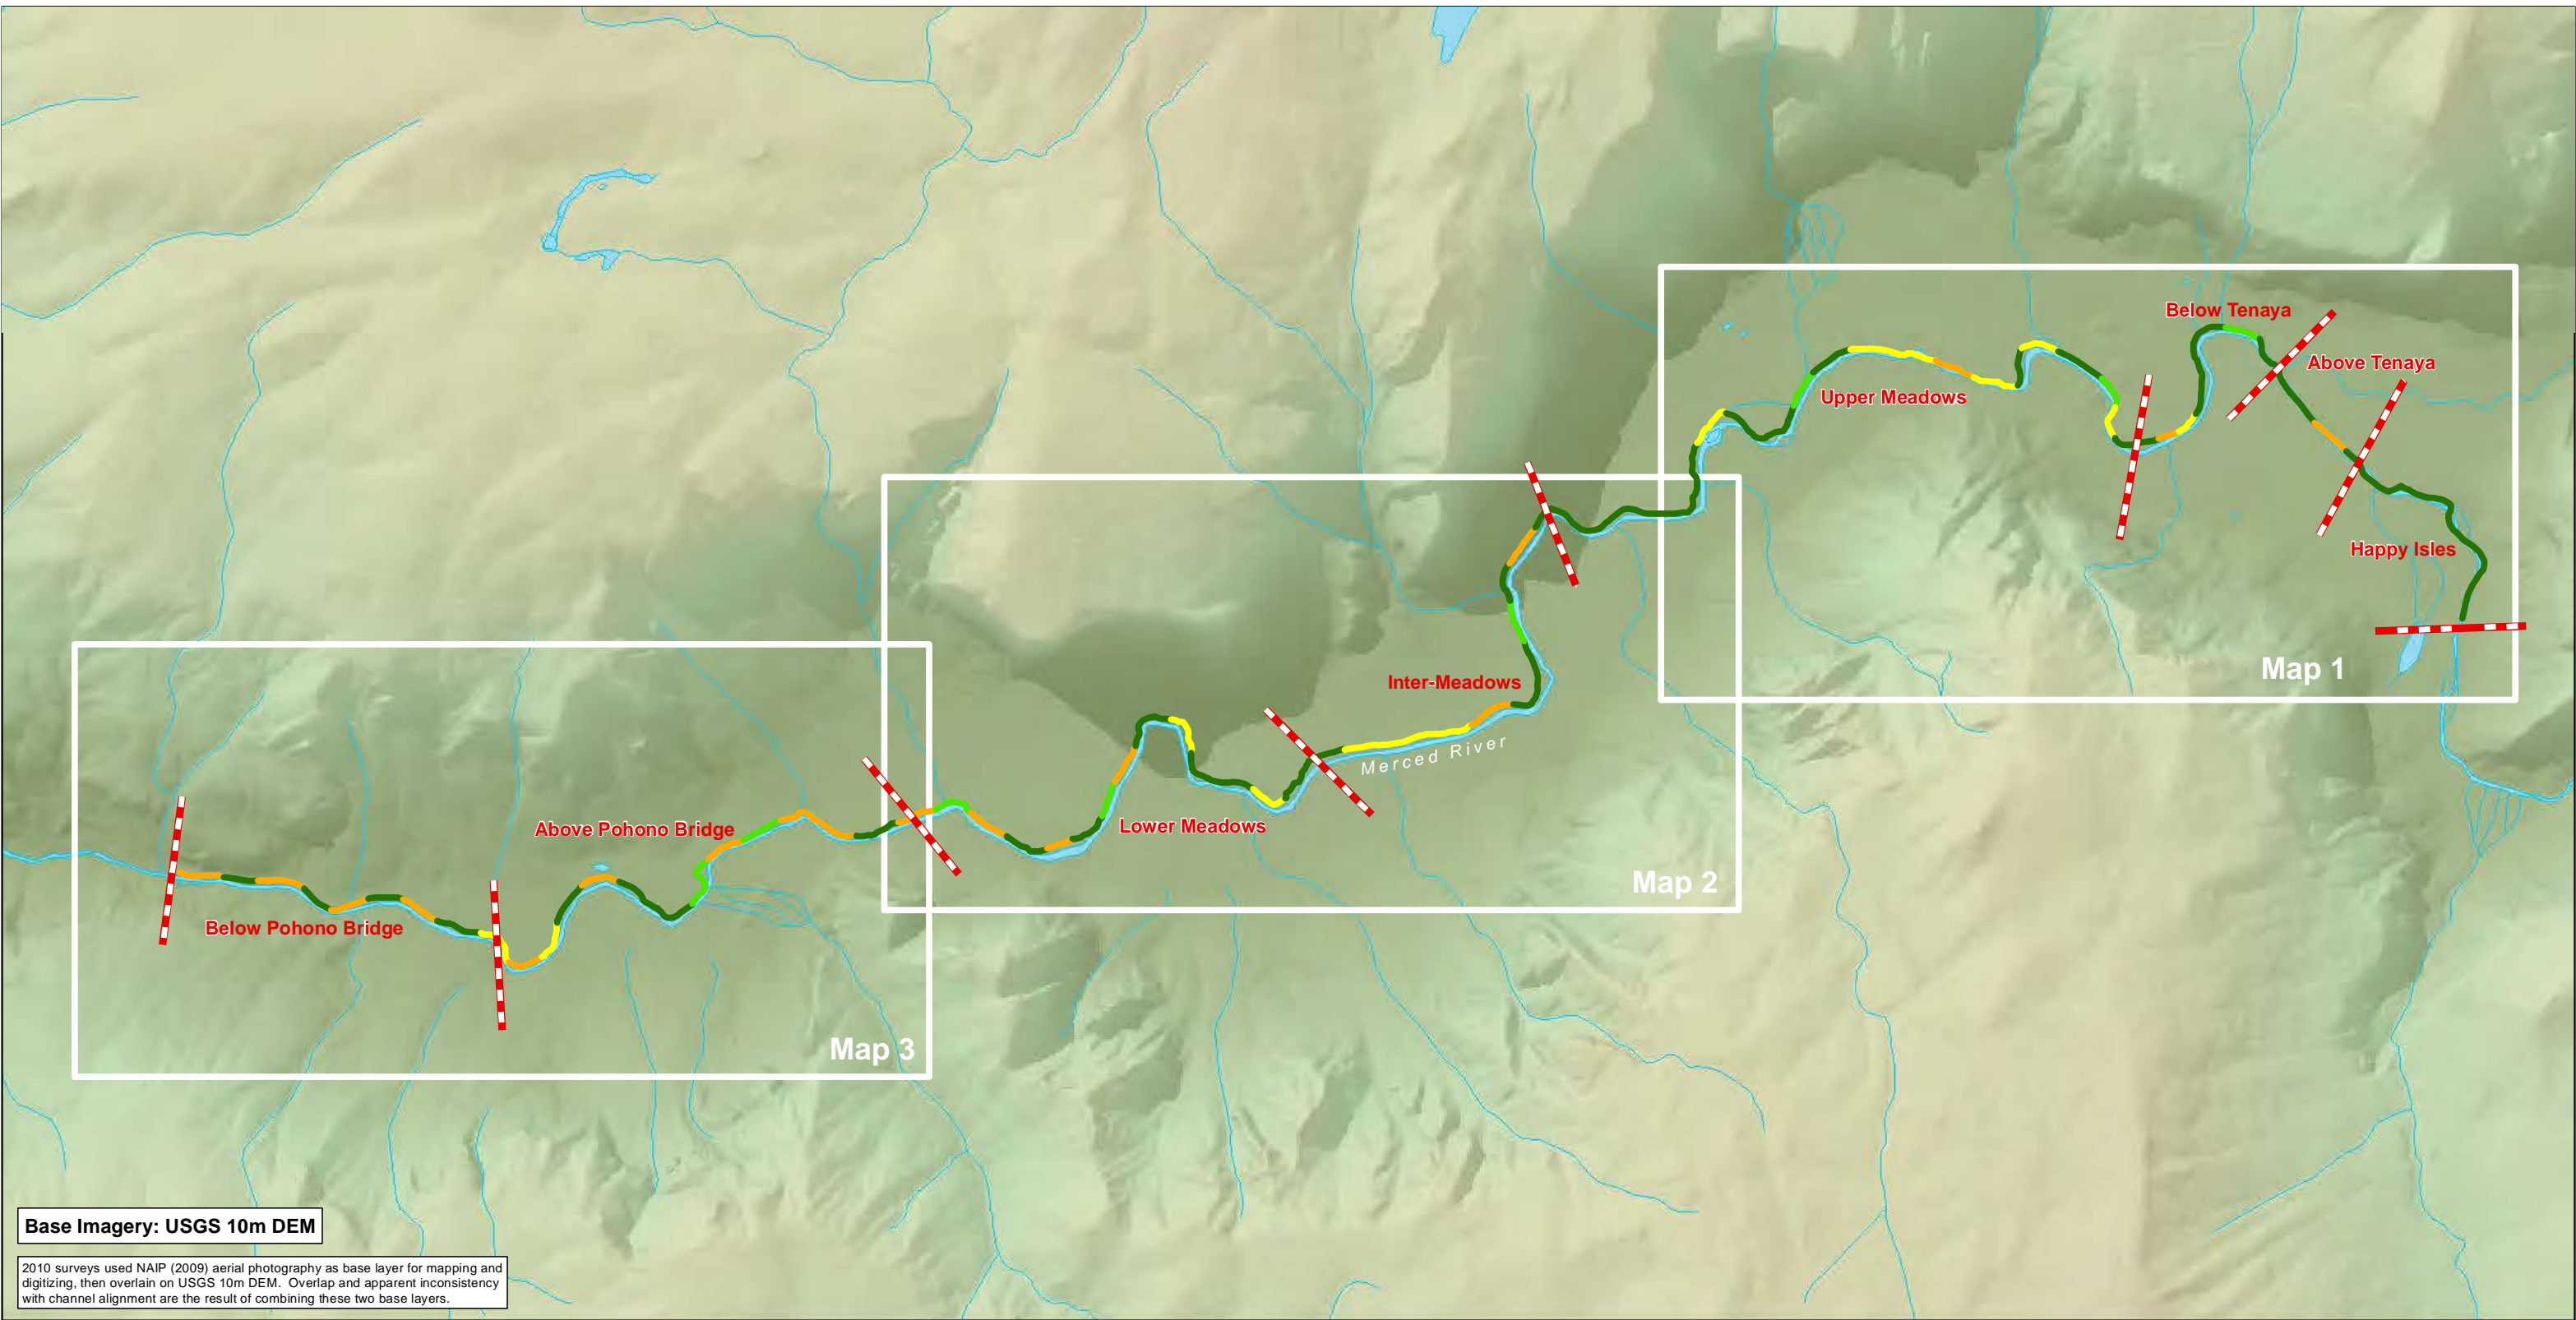 Below Tenaya
Above Tenaya
Upper Meadows
Happy Isles
Map 1
Inter-Meadows
Merced River
Lower Meadows
Above Pohono Bridge
Map 2
Below Pohono Bridge
Map 3
Base Imagery: USGS 10m DEM
2010 surveys used NAIP (2009) aerial photography as base layer for mapping and
digitizing, then overlain on USGS 10m DEM.  Overlap and apparent inconsistency
with channel alignment are the result of combining these two base layers.